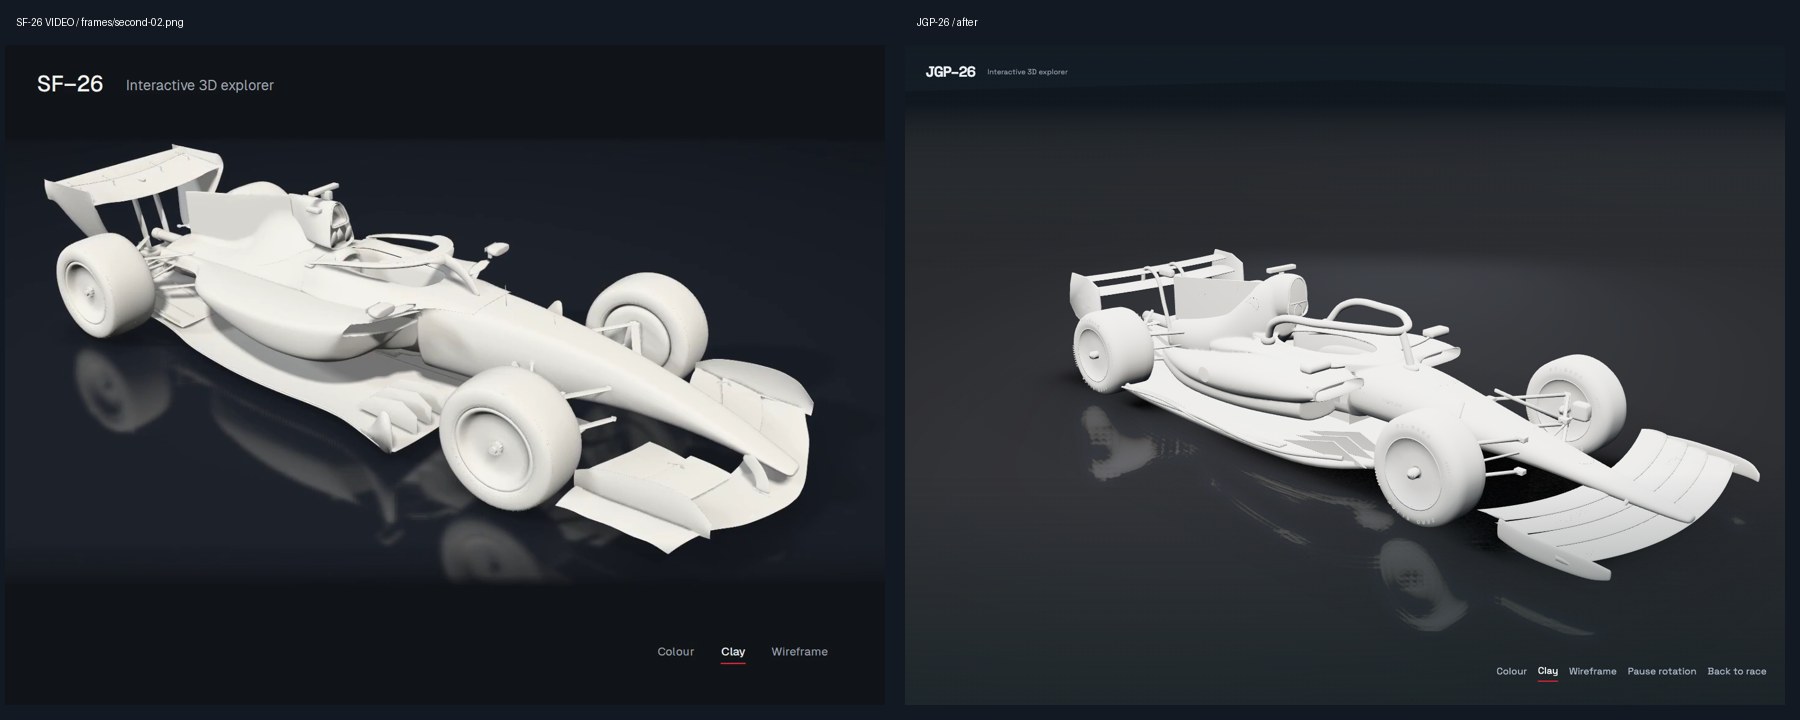 SF-26 VIDEO / frames/second-02.png
SF–26 Interactive 3D explorer
Colour Clay Wireframe
JGP-26 / after
JGP–26 Interactive 3D explorer
Colour Clay Wireframe Pause rotation Back to race